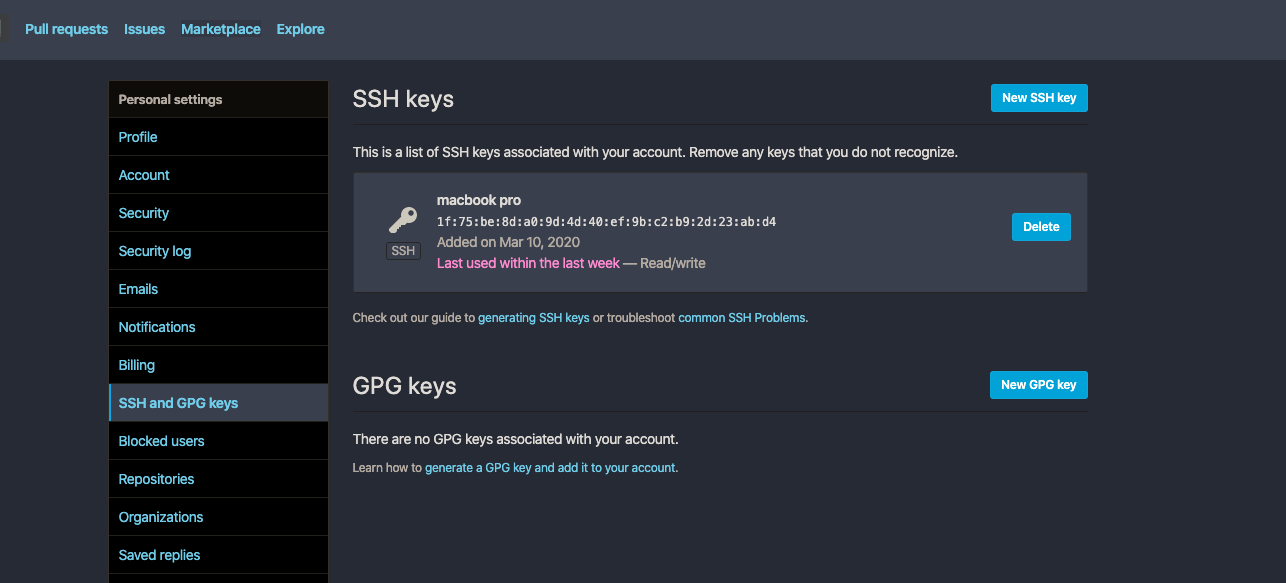 Pull requests Issues Marketplace Explore
Personal settings
Profile
Account
Security
Security log
Emails
Notifications
Billing
SSH and GPG keys
Blocked users
Repositories
Organizations
Saved replies
SSH keys
New SSH key
This is a list of SSH keys associated with your account. Remove any keys that you do not recognize.
SSH
macbook pro
1f:75:be:8d:a0:9d:4d:40:ef:9b:c2:b9:2d:23:ab:d4
Added on Mar 10, 2020
Last used within the last week — Read/write
Delete
Check out our guide to generating SSH keys or troubleshoot common SSH Problems.
GPG keys
New GPG key
There are no GPG keys associated with your account.
Learn how to generate a GPG key and add it to your account.